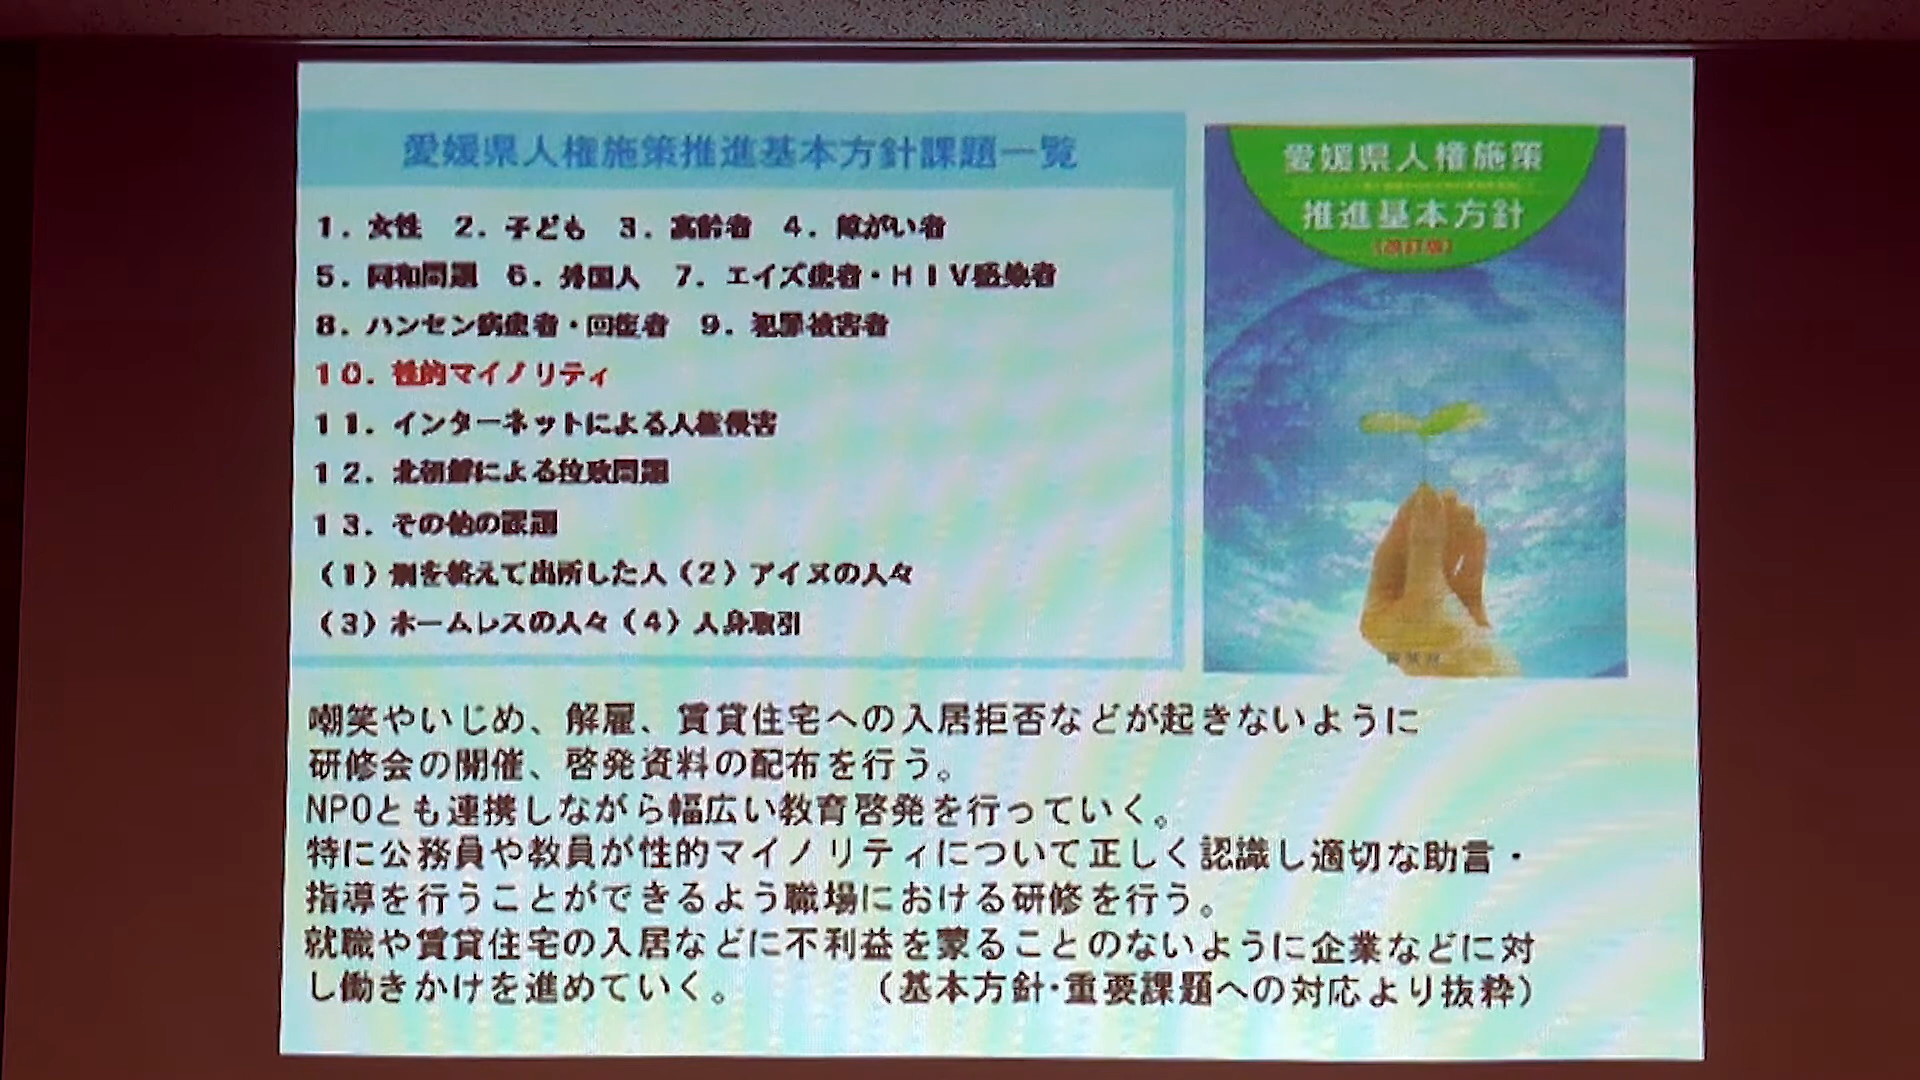 愛媛県人権施策推進基本方針課題一覧
1．女性　2．子ども　3．高齢者　4．障がい者
5．同和問題　6．外国人　7．エイズ患者・ＨＩＶ感染者
8．ハンセン病患者・回復者　9．犯罪被害者
10．性的マイノリティ
11．インターネットによる人権侵害
12．北朝鮮による拉致問題
13．その他の課題
（1）刑を終えて出所した人（2）アイヌの人々
（3）ホームレスの人々（4）人身取引
愛媛県人権施策
推進基本方針
（改訂版）
愛媛県
嘲笑やいじめ、解雇、賃貸住宅への入居拒否などが起きないように
研修会の開催、啓発資料の配布を行う。
NPOとも連携しながら幅広い教育啓発を行っていく。
特に公務員や教員が性的マイノリティについて正しく認識し適切な助言・
指導を行うことができるよう職場における研修を行う。
就職や賃貸住宅の入居などに不利益を蒙ることのないように企業などに対
し働きかけを進めていく。　（基本方針・重要課題への対応より抜粋）